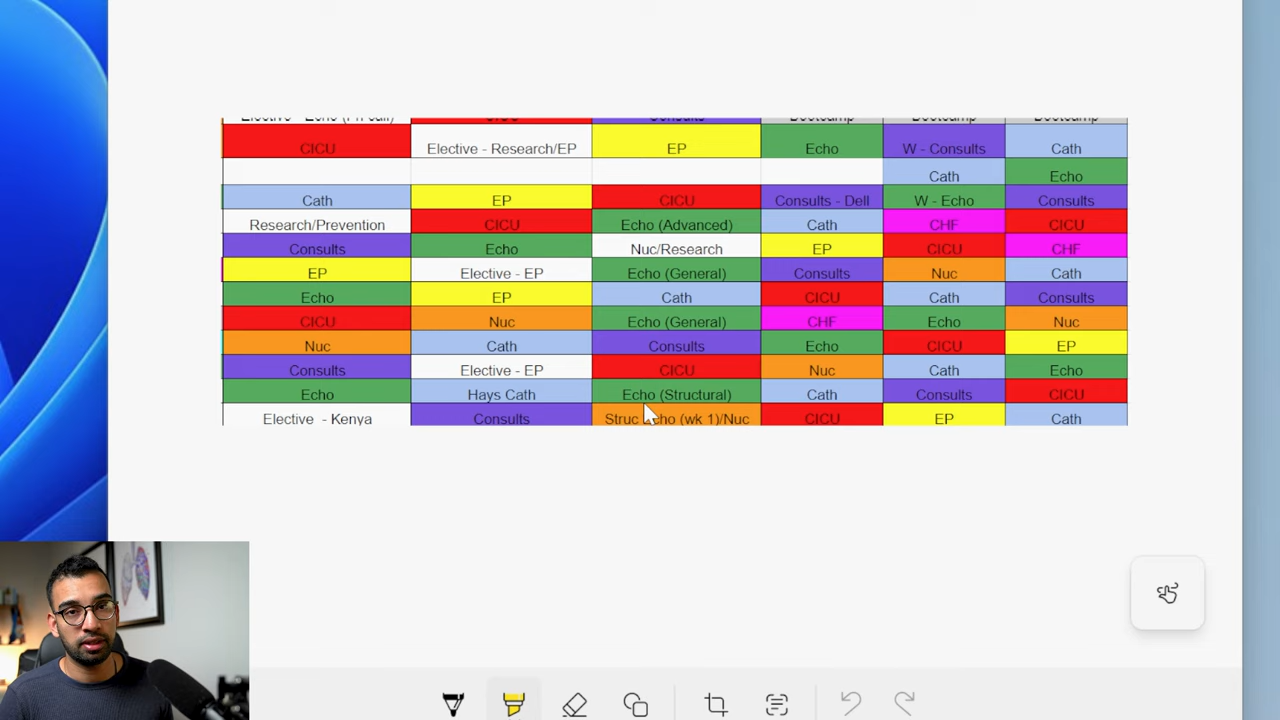 CICU Elective - Research/EP EP Echo W - Consults Cath
Cath Echo
Cath EP CICU Consults - Dell W - Echo Consults
Research/Prevention CICU Echo (Advanced) Cath CHF CICU
Consults Echo Nuc/Research EP CICU CHF
EP Elective - EP Echo (General) Consults Nuc Cath
Echo EP Cath CICU Cath Consults
CICU Nuc Echo (General) CHF Echo Nuc
Nuc Cath Consults Echo CICU EP
Consults Elective - EP CICU Nuc Cath Echo
Echo Hays Cath Echo (Structural) Cath Consults CICU
Elective - Kenya Consults (wk 1)/Nuc CICU EP Cath